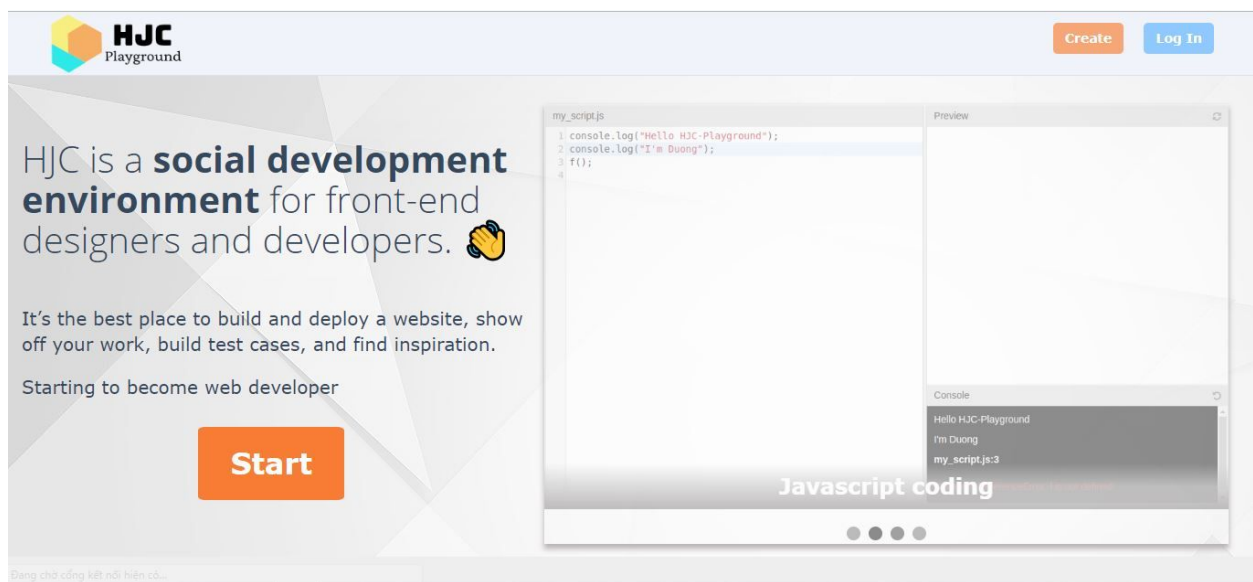 HJC
Playground
Create
Log In
HJC is a social development
environment for front-end
designers and developers. 👋
It’s the best place to build and deploy a website, show
off your work, build test cases, and find inspiration.
Starting to become web developer
Start
my_script.js
1 console.log("Hello HJC-Playground");
2 console.log("I'm Duong");
3 f();
4
Preview
Console
Hello HJC-Playground
I'm Duong
my_script.js:3
Javascript coding
Đang chờ cổng kết nối hiện có...